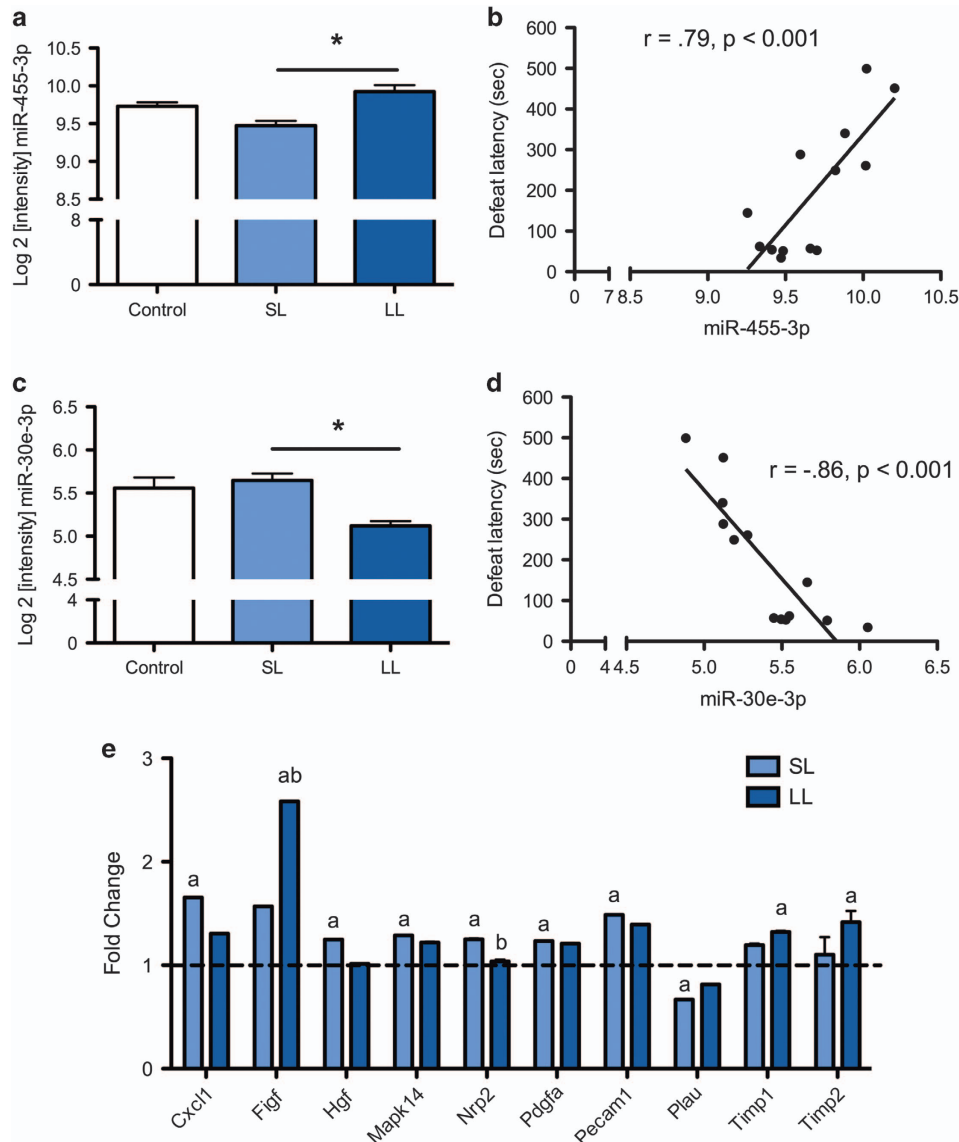 a
Log 2 [intensity] miR-455-3p
10.5
10.0
9.5
9.0
8.5
8
0
*
Control SL LL
b
Defeat latency (sec)
600
500
400
300
200
100
0
r = .79, p < 0.001
0 7 8.5 9.0 9.5 10.0 10.5
miR-455-3p
c
Log 2 [intensity] miR-30e-3p
6.5
6.0
5.5
5.0
4.5
4
0
*
Control SL LL
d
Defeat latency (sec)
600
500
400
300
200
100
0
r = -.86, p < 0.001
0 4 4.5 5.0 5.5 6.0 6.5
miR-30e-3p
e
Fold Change
3
2
1
0
SL
LL
a ab a a a b a a a a a
Cxcl1 Figf Hgf Mapk14 Nrp2 Pdgfa Pecam1 Plau Timp1 Timp2